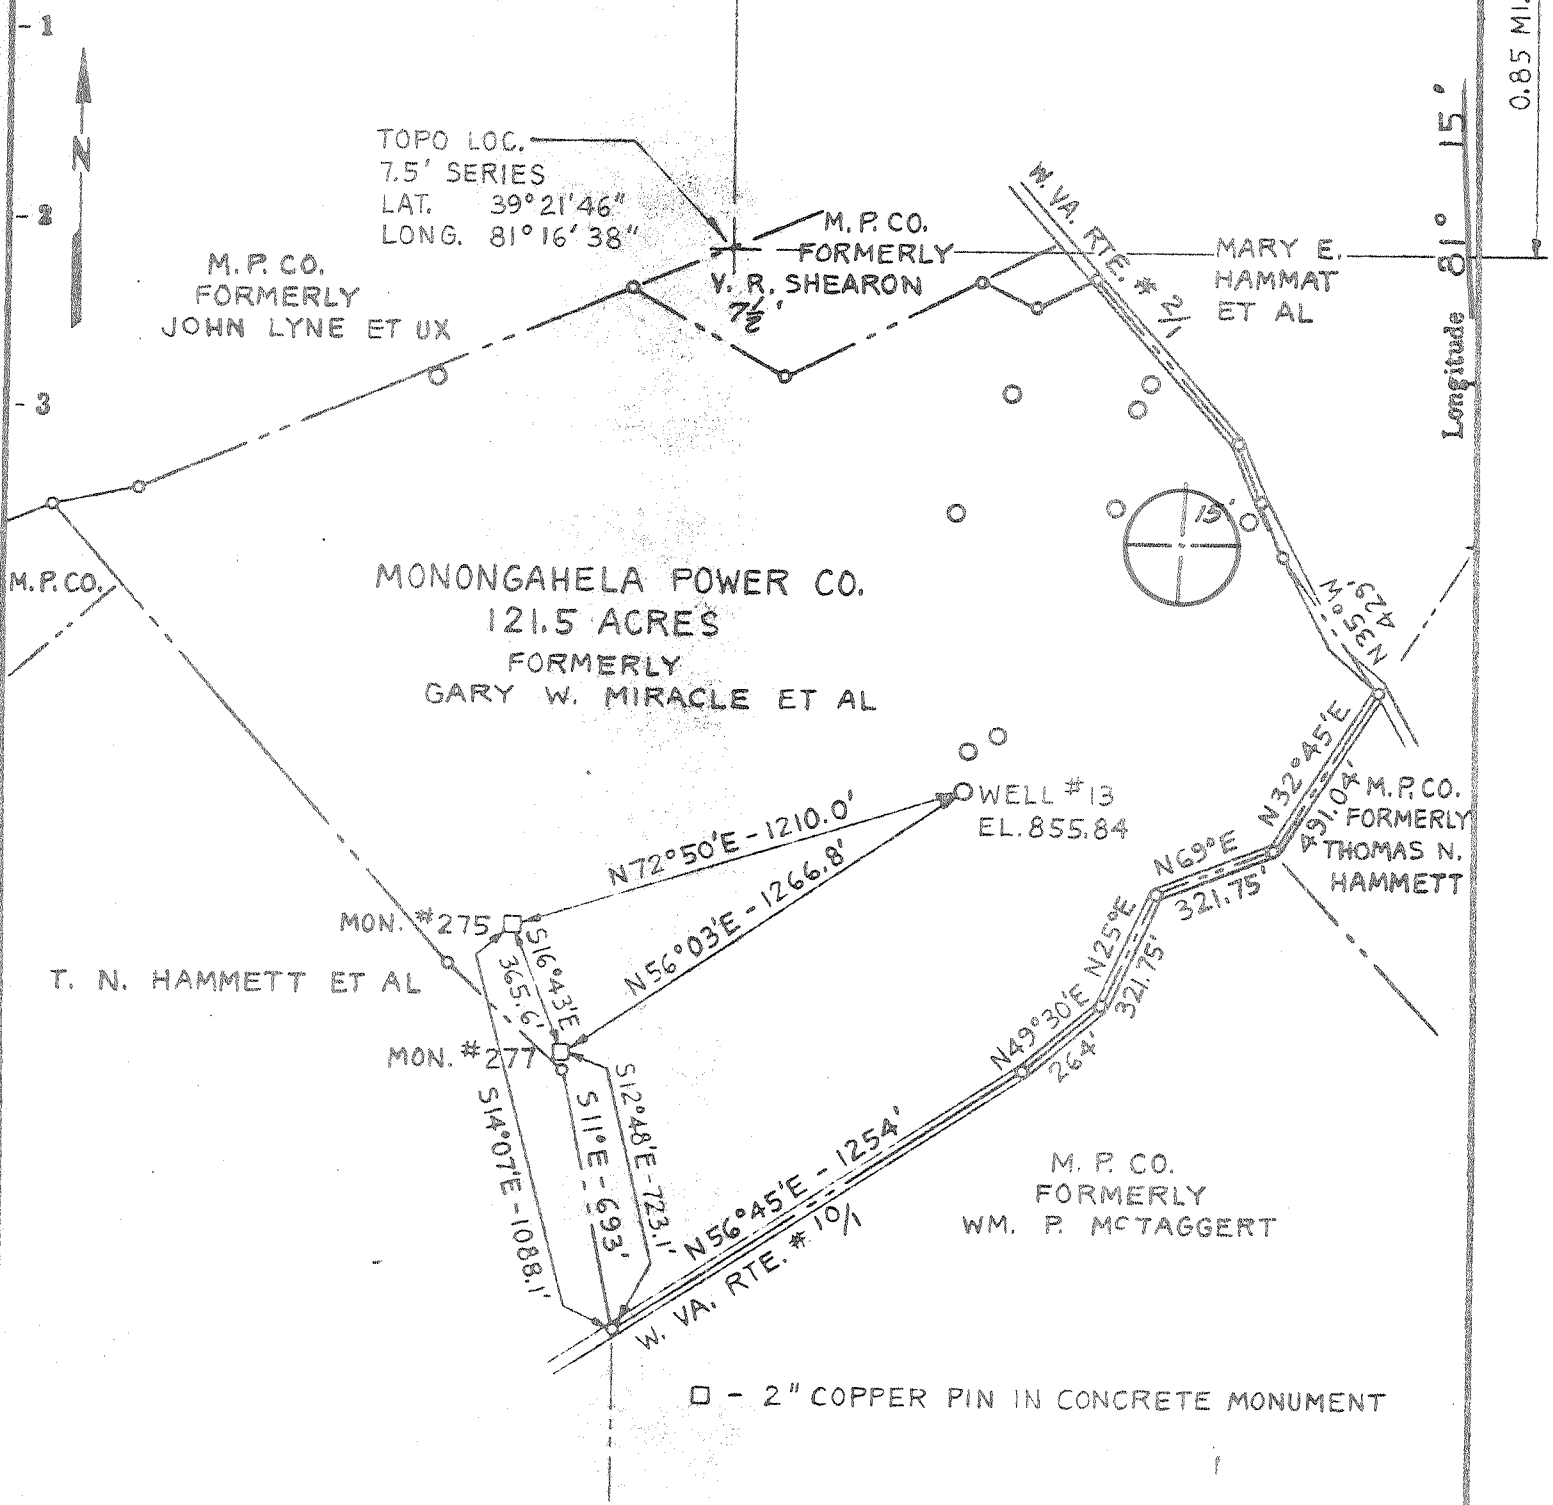 - 1
0.85 MI.
N
TOPO LOC.
7.5' SERIES
LAT. 39°21'46"
LONG. 81°16'38"
- 2
M.P. CO.
FORMERLY
JOHN LYNE ET UX
M.P. CO.
FORMERLY
V. R. SHEARON
7½'
W. VA. RTE. # 2/1
MARY E.
HAMMAT
ET AL
Longitude 81° 15'
- 3
15'
M.P. CO.
MONONGAHELA POWER CO.
121.5 ACRES
FORMERLY
GARY W. MIRACLE ET AL
N35°W
429'
N32°45'E
491.04'
M.P. CO.
FORMERLY
THOMAS N.
HAMMETT
WELL #13
EL. 855.84
N72°50'E - 1210.0'
N56°03'E - 1266.8'
N69°E
321.75'
N25°E
321.75'
N49°30'E
264'
MON. #275
T. N. HAMMETT ET AL
S16°43'E
365.6'
MON. #277
S14°07'E - 1088.1'
S11°E - 693'
S12°48'E - 723.1'
N56°45'E - 1254'
W. VA. RTE. # 10/1
M. P. CO.
FORMERLY
WM. P. McTAGGERT
□ - 2" COPPER PIN IN CONCRETE MONUMENT